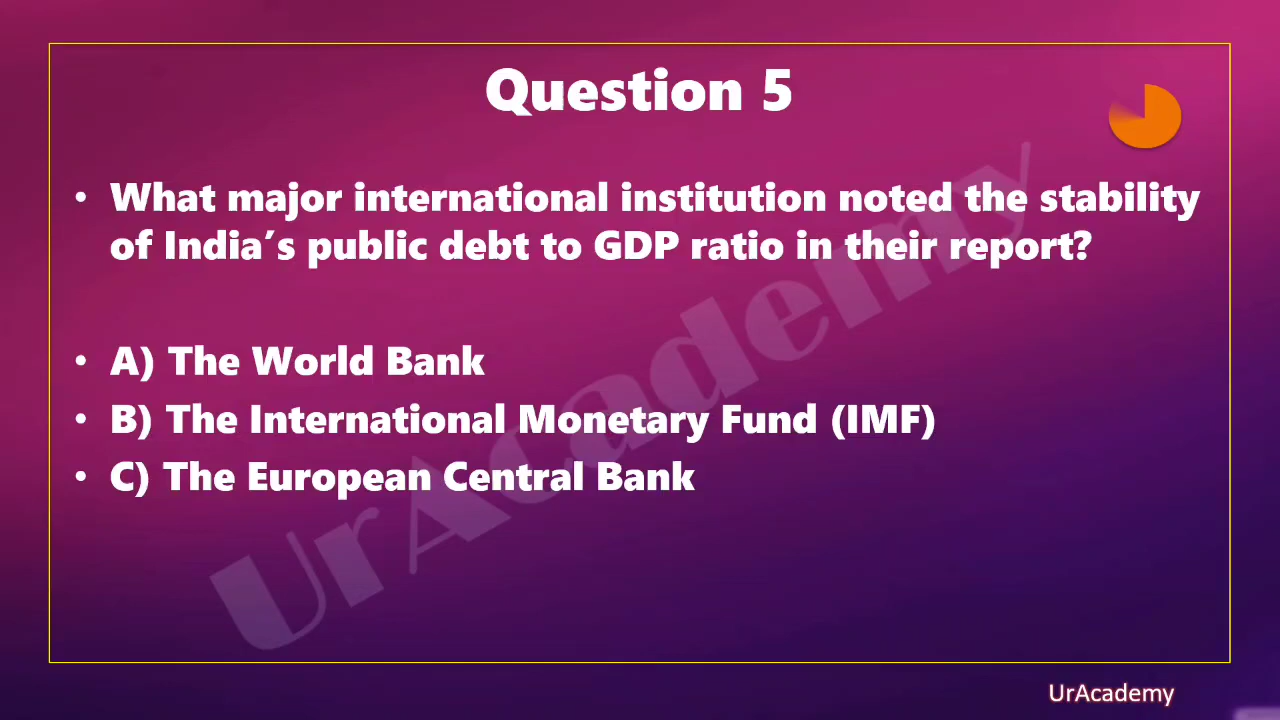 Question 5
• What major international institution noted the stability
of India´s public debt to GDP ratio in their report?
• A) The World Bank
• B) The International Monetary Fund (IMF)
• C) The European Central Bank
UrAcademy
UrAcademy